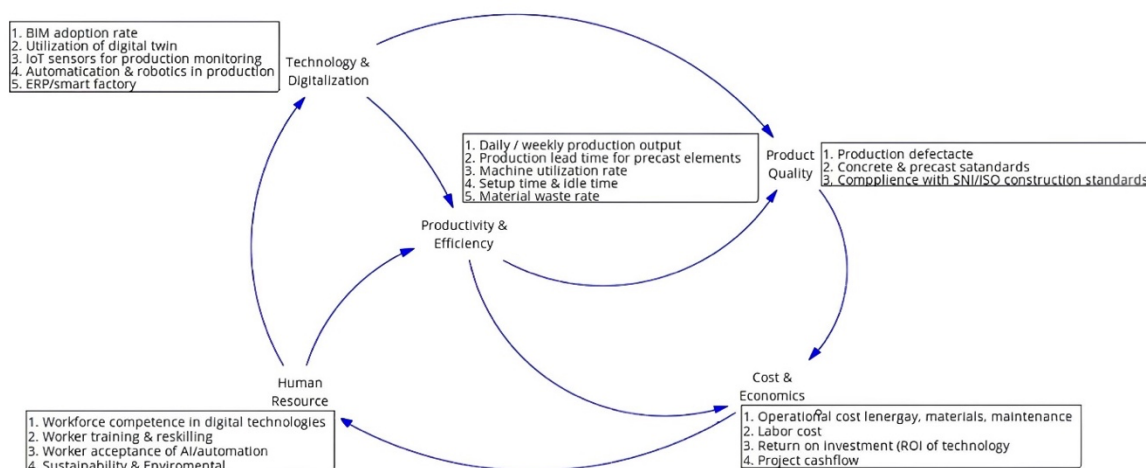 1. BIM adoption rate
2. Utilization of digital twin
3. IoT sensors for production monitoring
4. Automatication & robotics in production
5. ERP/smart factory
Technology &
Digitalization
1. Daily / weekly production output
2. Production lead time for precast elements
3. Machine utilization rate
4. Setup time & Idle time
5. Material waste rate
Product
Quality
1. Production defectacte
2. Concrete & precast satandards
3. Compplience with SNI/ISO construction standards
Productivity &
Efficiency
Human
Resource
1. Workforce competence in digital technologies
2. Worker training & reskilling
3. Worker acceptance of AI/automation
4. Sustainability & Enviromental
Cost &
Economics
1. Operational cost lenergay, materials, maintenance
2. Labor cost
3. Return on investment (ROI of technology
4. Project cashflow